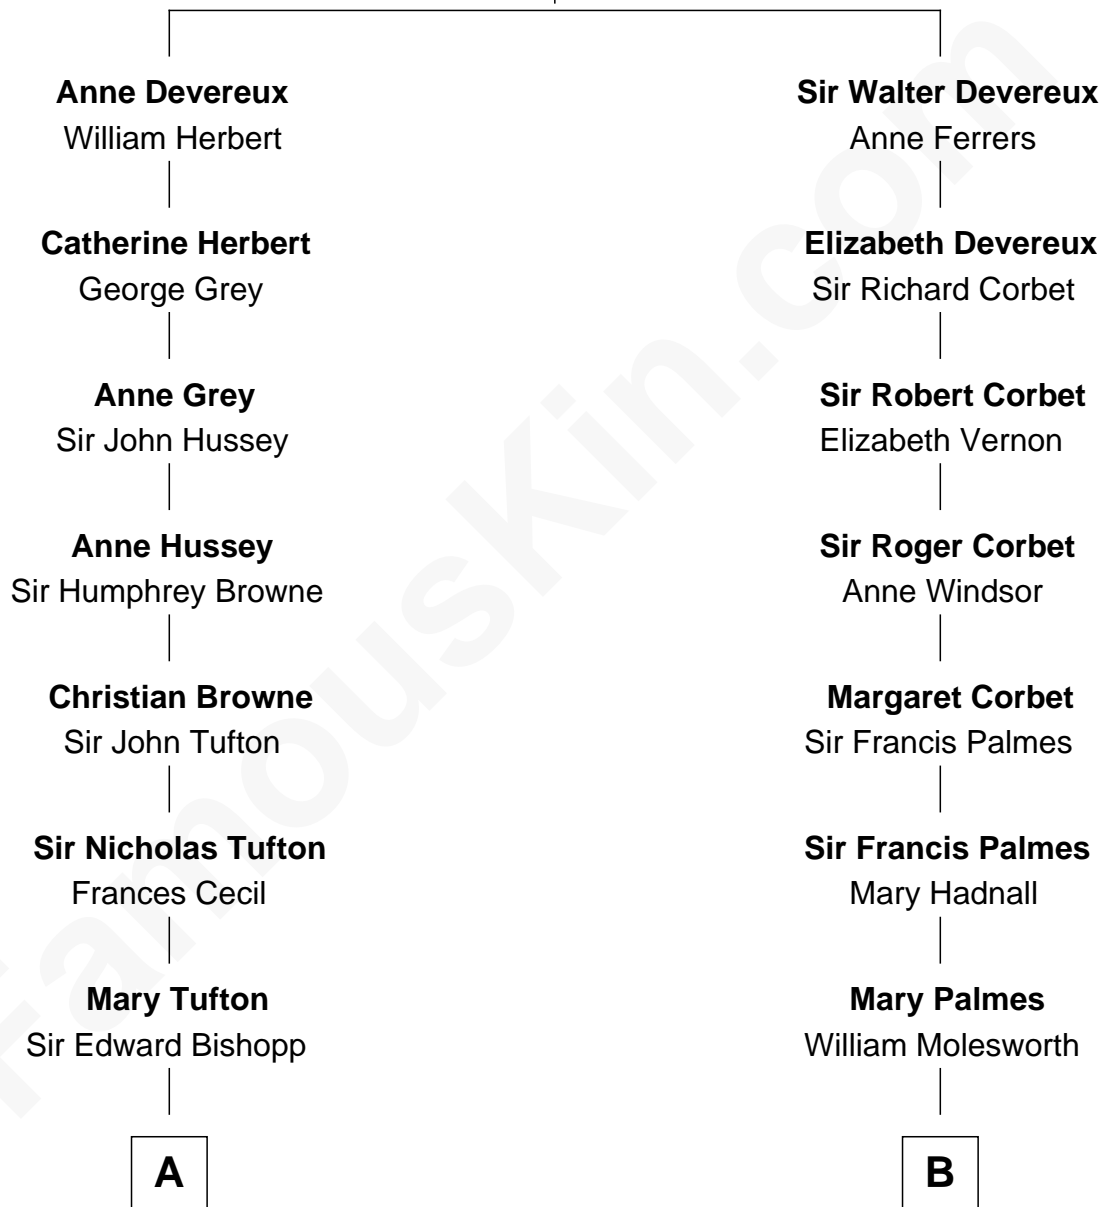 Anne Devereux
William Herbert
Catherine Herbert
George Grey
Anne Grey
Sir John Hussey
Anne Hussey
Sir Humphrey Browne
Christian Browne
Sir John Tufton
Sir Nicholas Tufton
Frances Cecil
Mary Tufton
Sir Edward Bishopp
A
Sir Walter Devereux
Anne Ferrers
Elizabeth Devereux
Sir Richard Corbet
Sir Robert Corbet
Elizabeth Vernon
Sir Roger Corbet
Anne Windsor
Margaret Corbet
Sir Francis Palmes
Sir Francis Palmes
Mary Hadnall
Mary Palmes
William Molesworth
B
FamousKin.com